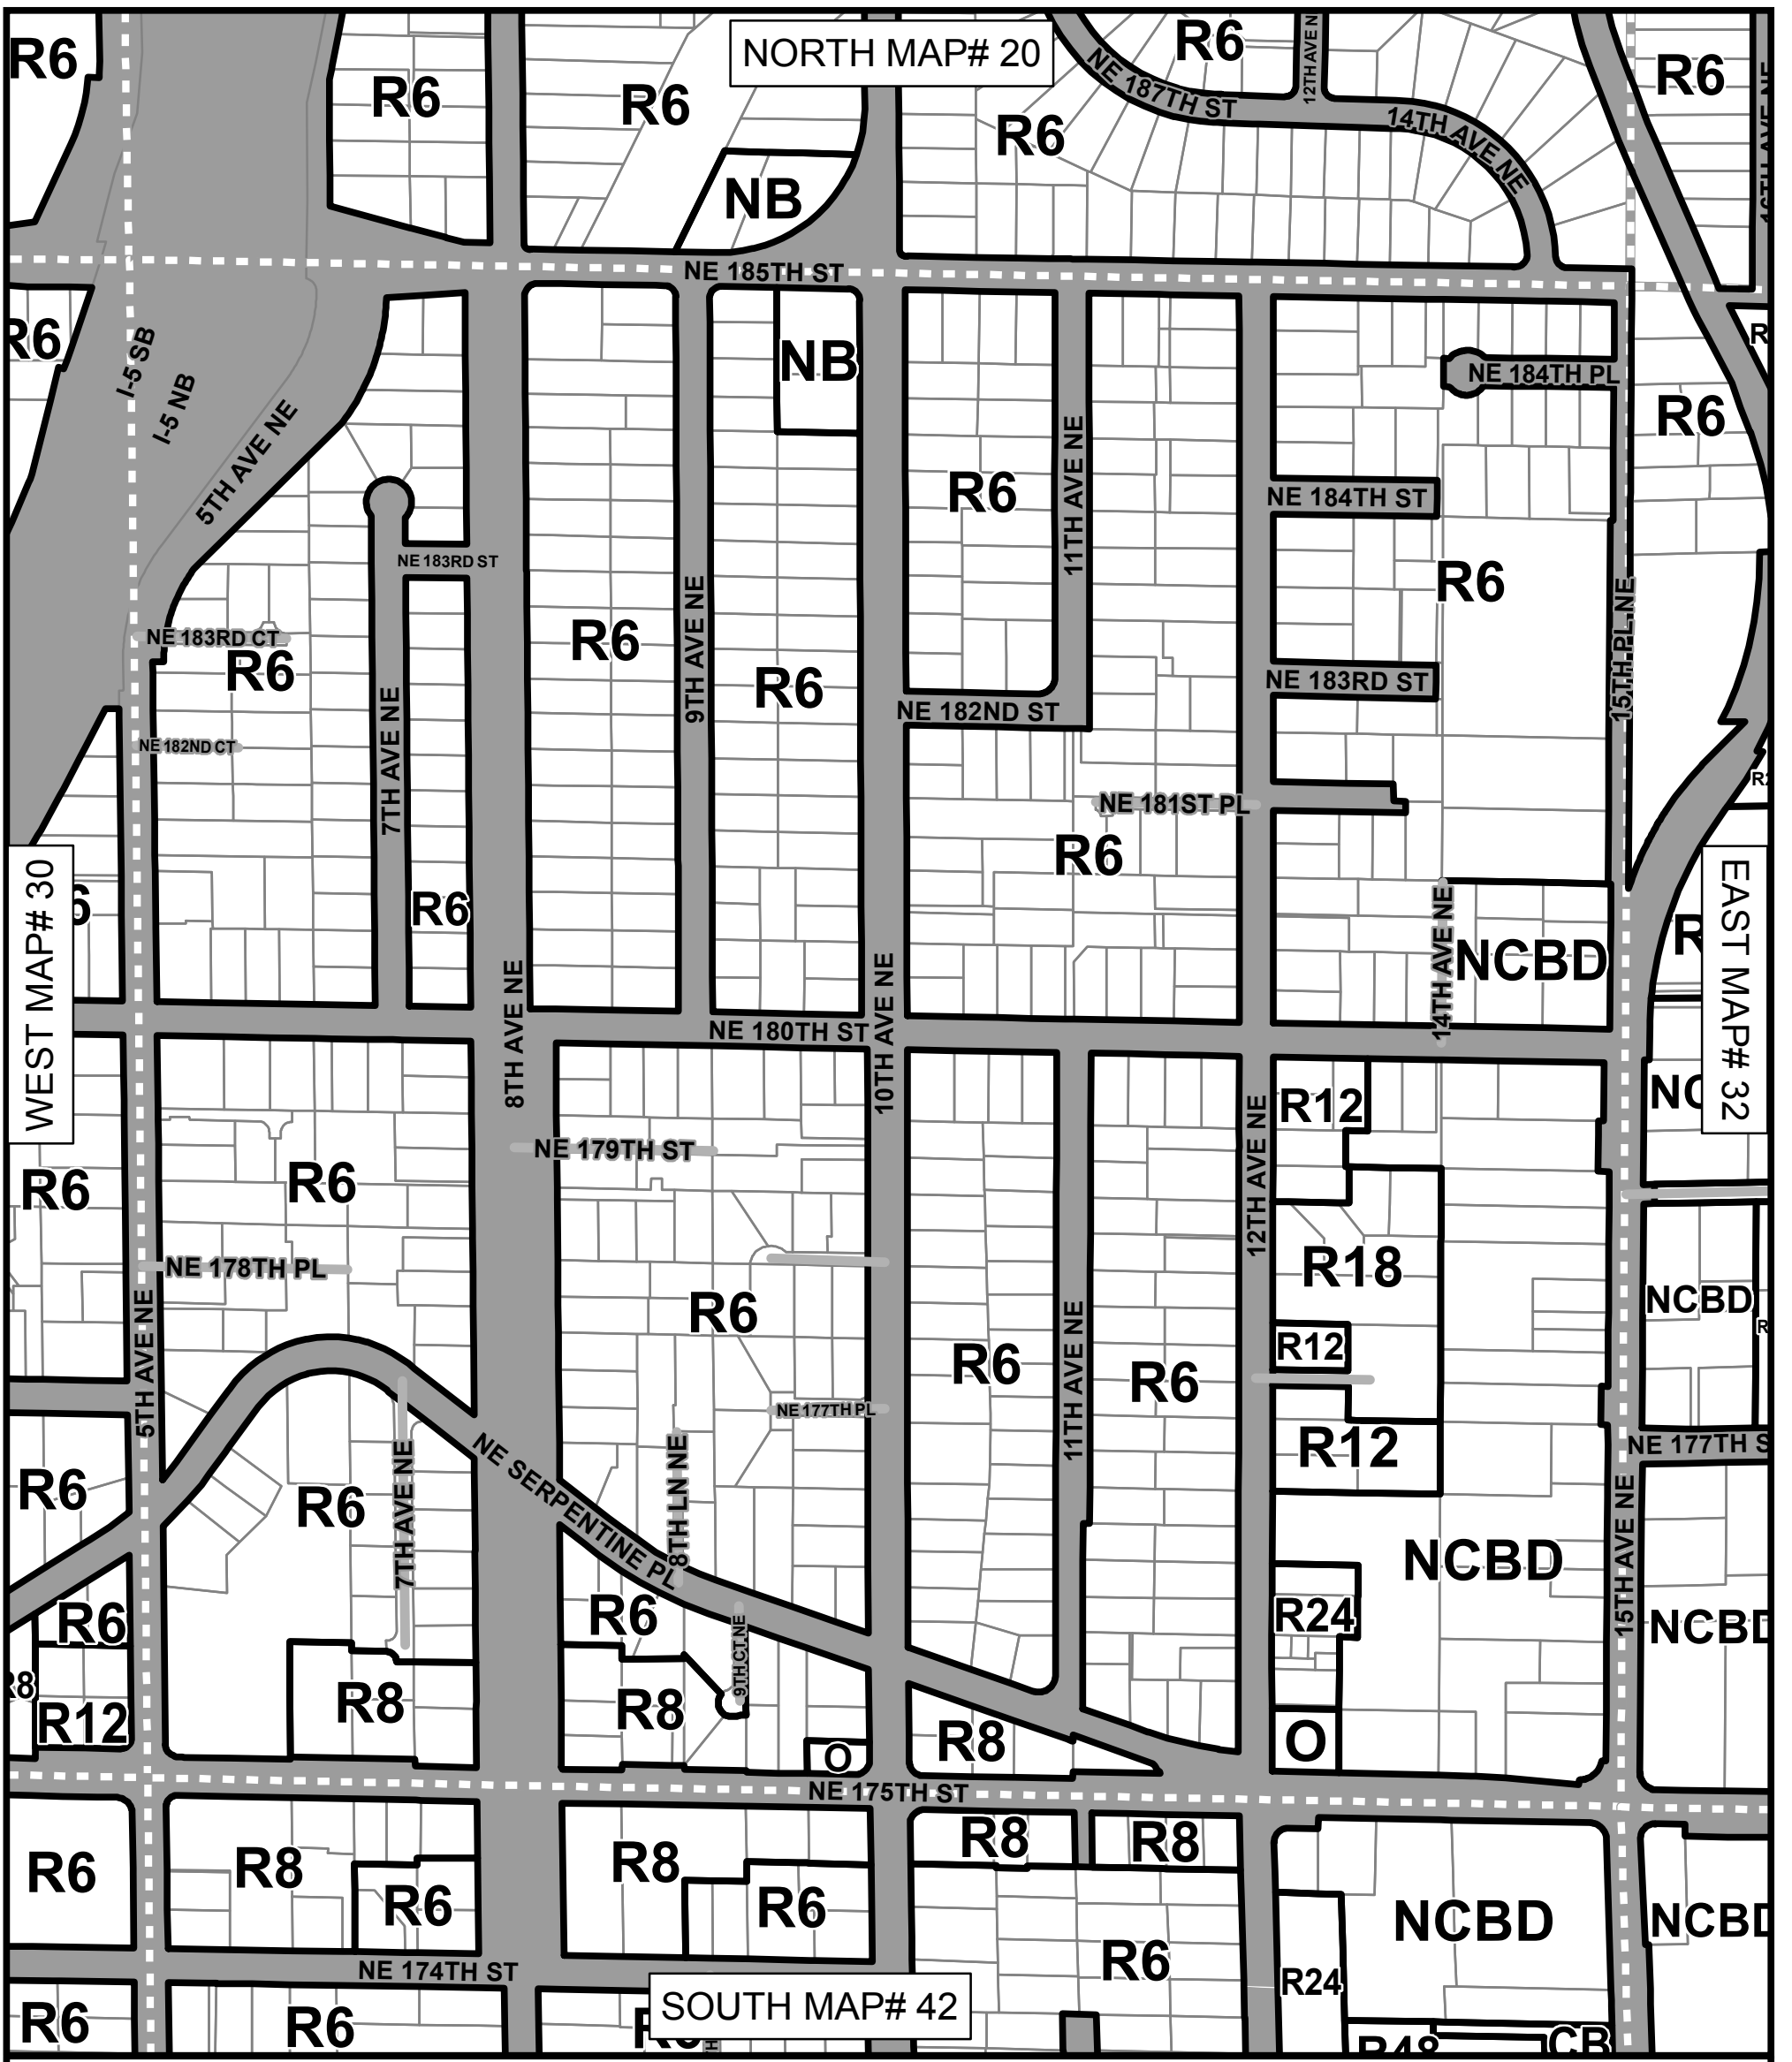 R6
R6
R6
NORTH MAP# 20
R6
R6
NE 187TH ST
12TH AVE N
14TH AVE NE
R6
16TH AVE NE
NB
NE 185TH ST
R6
I-5 SB
I-5 NB
5TH AVE NE
NB
NE 184TH PL
R6
R6
11TH AVE NE
NE 184TH ST
NE 183RD ST
R6
15TH PL NE
NE 183RD CT
R6
R6
9TH AVE NE
R6
NE 183RD ST
7TH AVE NE
NE 182ND ST
NE 182ND CT
NE 181ST PL
R6
WEST MAP# 30
6
R6
EAST MAP# 32
R
14TH AVE NE
NCBD
8TH AVE NE
NE 180TH ST
10TH AVE NE
R12
NC
NE 179TH ST
12TH AVE NE
R6
R6
R18
NE 178TH PL
R6
NCBD
5TH AVE NE
R6
11TH AVE NE
R6
R12
NE 177TH PL
R12
NE 177TH S
R6
R6
7TH AVE NE
NE SERPENTINE PL
8TH LN NE
15TH AVE NE
NCBD
R6
R6
R24
NCBD
R8
R12
R8
R8
9TH CT NE
O
R8
O
NE 175TH ST
R6
R8
R6
R8
R6
R8
R8
NCBD
NCBD
R6
NE 174TH ST
R24
R6
R6
SOUTH MAP# 42
R48
CB